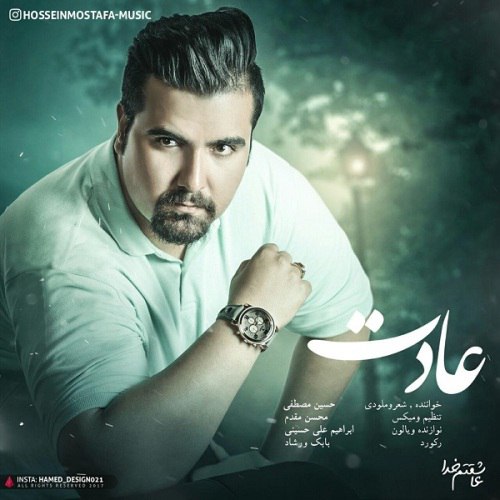 HOSSEINMOSTAFA-MUSIC
عادت
خواننده , شعر و ملودی حسین مصطفی
تنظیم و میکس محسن مقدم
نوازنده ویالون ابراهیم علی حسینی
رکورد بابک ورشاد
عاشقتم خدا
INSTA: HAMED_DESIGN021
ALL RIGHTS RESERVED 2017